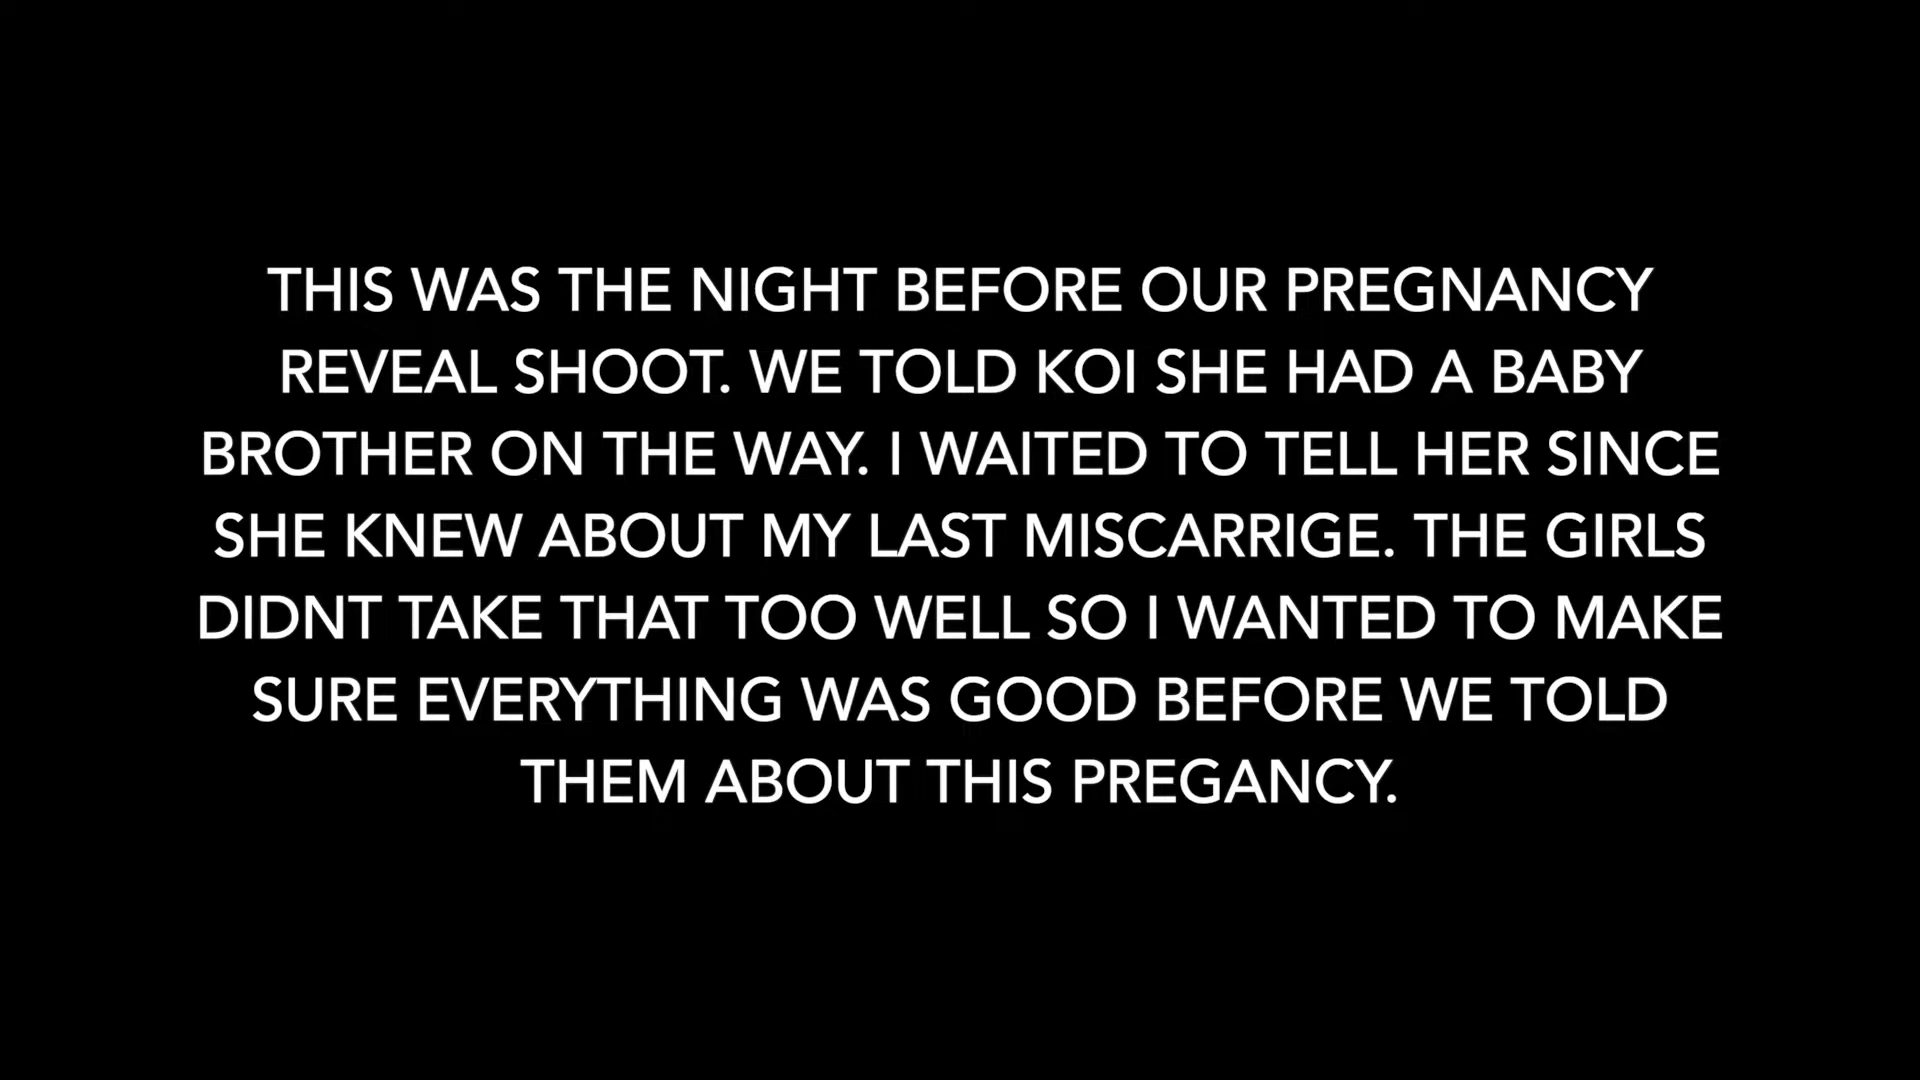 THIS WAS THE NIGHT BEFORE OUR PREGNANCY
REVEAL SHOOT. WE TOLD KOI SHE HAD A BABY
BROTHER ON THE WAY. I WAITED TO TELL HER SINCE
SHE KNEW ABOUT MY LAST MISCARRIGE. THE GIRLS
DIDNT TAKE THAT TOO WELL SO I WANTED TO MAKE
SURE EVERYTHING WAS GOOD BEFORE WE TOLD
THEM ABOUT THIS PREGANCY.